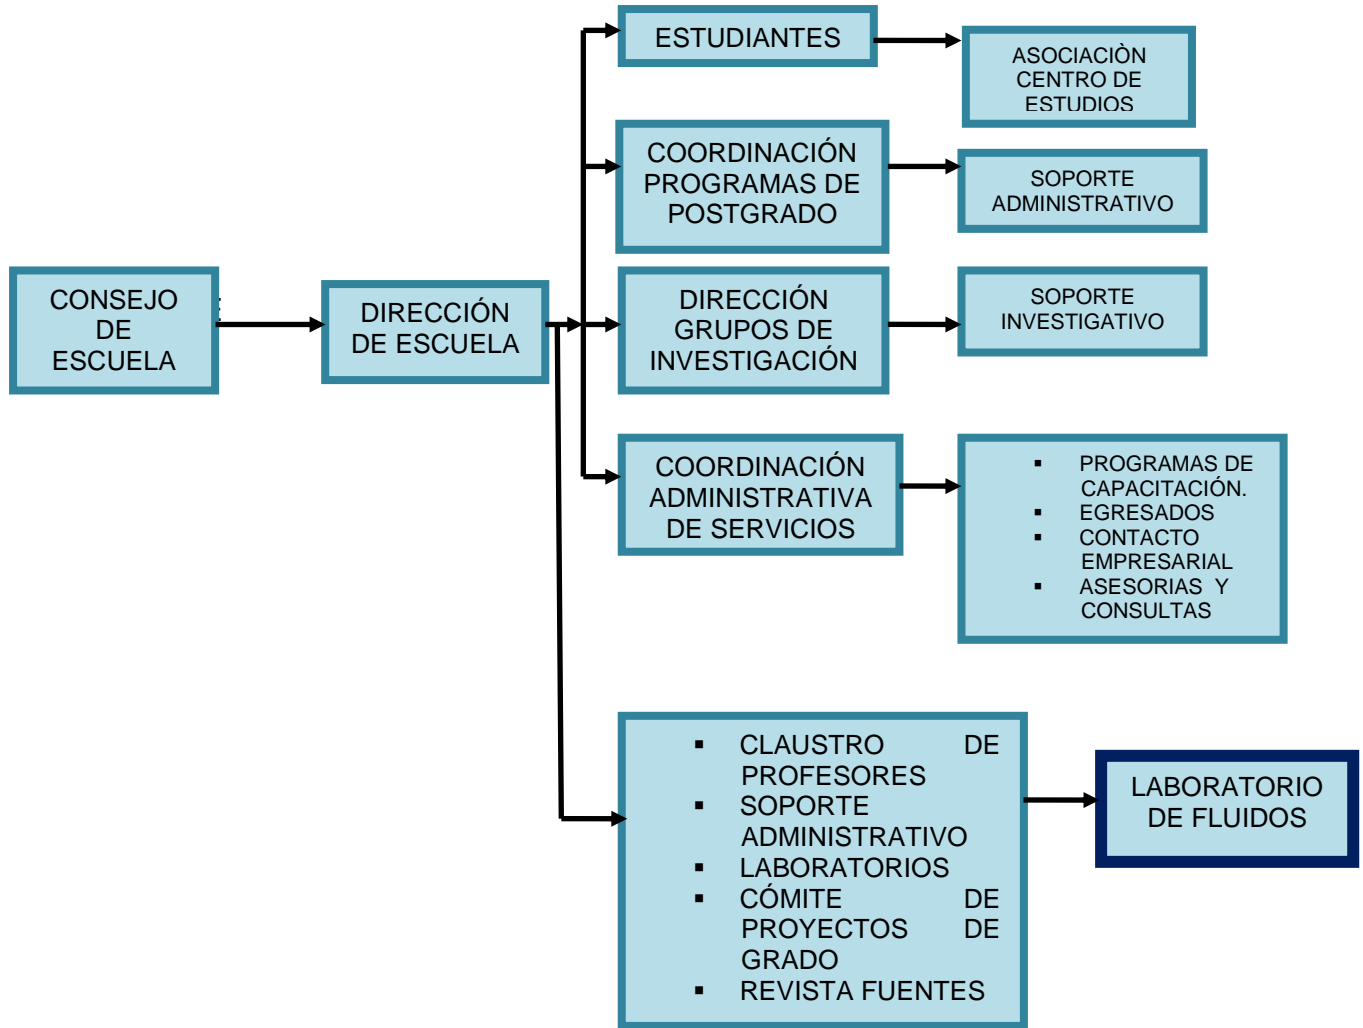 CONSEJO
DE
ESCUELA
DIRECCIÓN
DE ESCUELA
ESTUDIANTES
ASOCIACIÒN
CENTRO DE
ESTUDIOS
COORDINACIÓN
PROGRAMAS DE
POSTGRADO
SOPORTE
ADMINISTRATIVO
DIRECCIÓN
GRUPOS DE
INVESTIGACIÓN
SOPORTE
INVESTIGATIVO
COORDINACIÓN
ADMINISTRATIVA
DE SERVICIOS
▪ PROGRAMAS DE
CAPACITACIÓN.
▪ EGRESADOS
▪ CONTACTO
EMPRESARIAL
▪ ASESORIAS Y
CONSULTAS
▪ CLAUSTRO DE
PROFESORES
▪ SOPORTE
ADMINISTRATIVO
▪ LABORATORIOS
▪ CÓMITE DE
PROYECTOS DE
GRADO
▪ REVISTA FUENTES
LABORATORIO
DE FLUIDOS